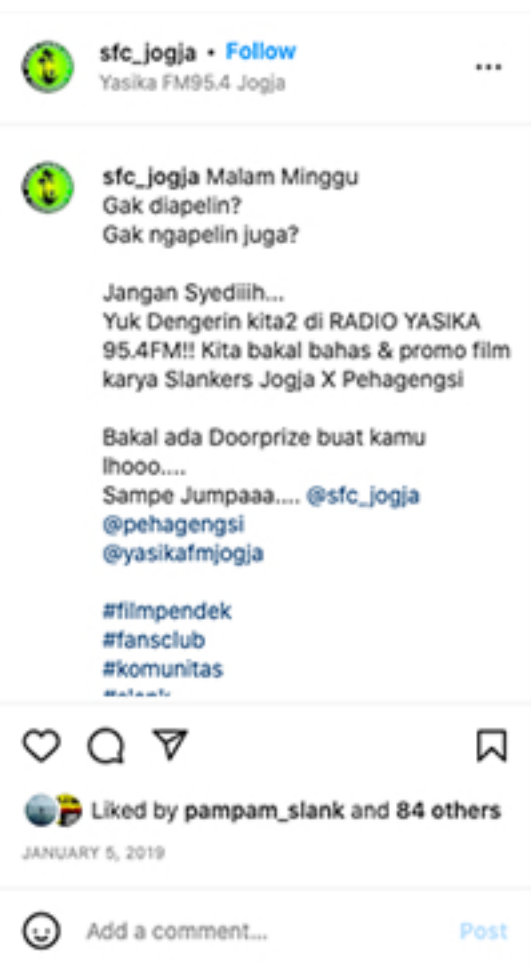 sfc_jogja • Follow
Yasika FM95.4 Jogja
sfc_jogja Malam Minggu
Gak diapelin?
Gak ngapelin juga?
Jangan Syediiih...
Yuk Dengerin kita2 di RADIO YASIKA
95.4FM!! Kita bakal bahas & promo film
karya Slankers Jogja X Pehagengsi
Bakal ada Doorprize buat kamu
lhooo....
Sampe Jumpaaa.... @sfc_jogja
@pehagengsi
@yasikafmjogja
#filmpendek
#fansclub
#komunitas
Liked by pampam_slank and 84 others
JANUARY 5, 2019
Add a comment...
Post